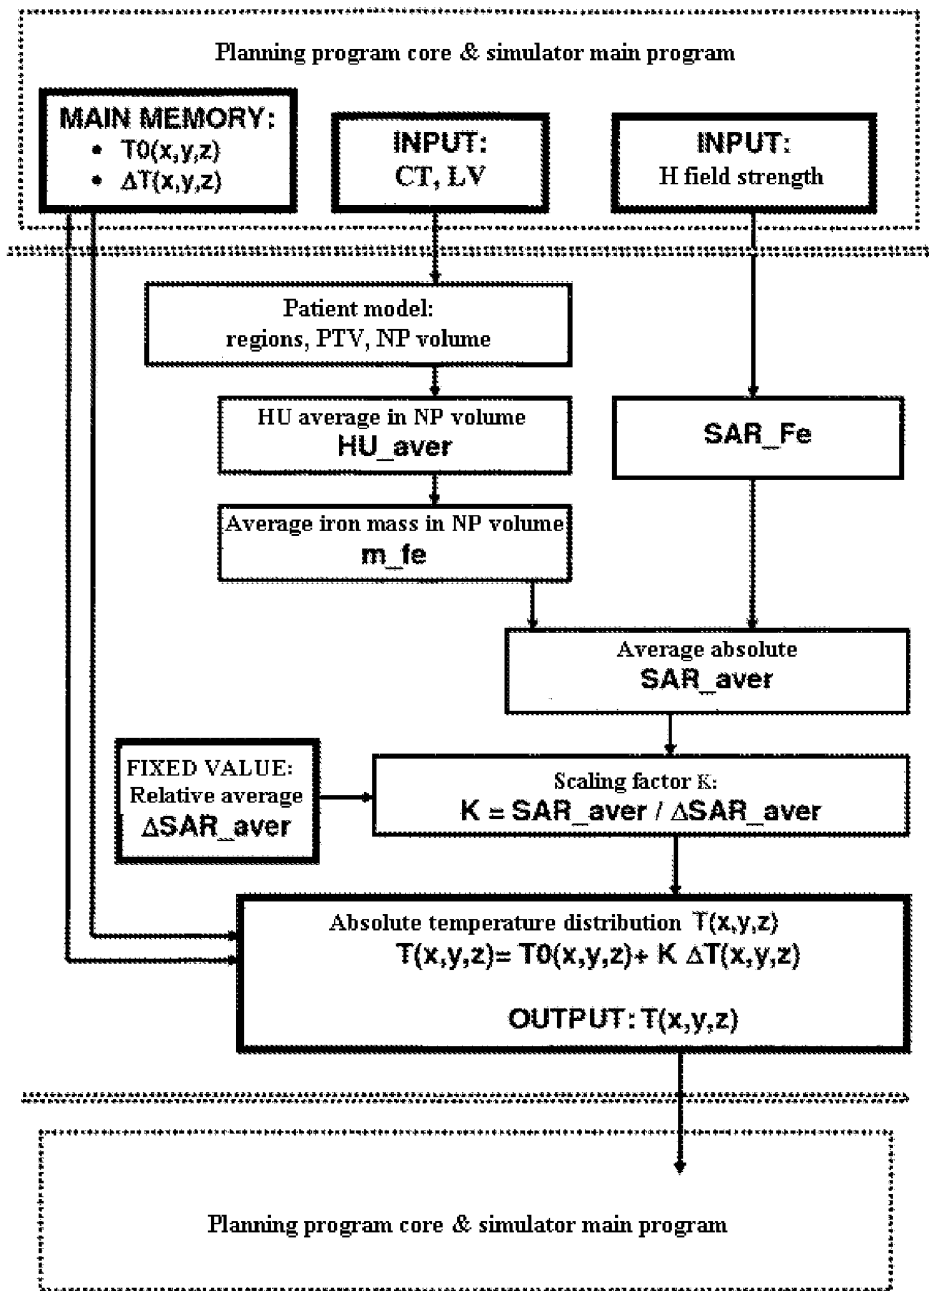 Planning program core & simulator main program
MAIN MEMORY:
• T0(x,y,z)
• ΔT(x,y,z)
INPUT:
CT, LV
INPUT:
H field strength
Patient model:
regions, PTV, NP volume
HU average in NP volume
HU_aver
SAR_Fe
Average iron mass in NP volume
m_fe
Average absolute
SAR_aver
FIXED VALUE:
Relative average
ΔSAR_aver
Scaling factor K:
K = SAR_aver / ΔSAR_aver
Absolute temperature distribution T(x,y,z)
T(x,y,z)= T0(x,y,z)+ K ΔT(x,y,z)
OUTPUT: T(x,y,z)
Planning program core & simulator main program